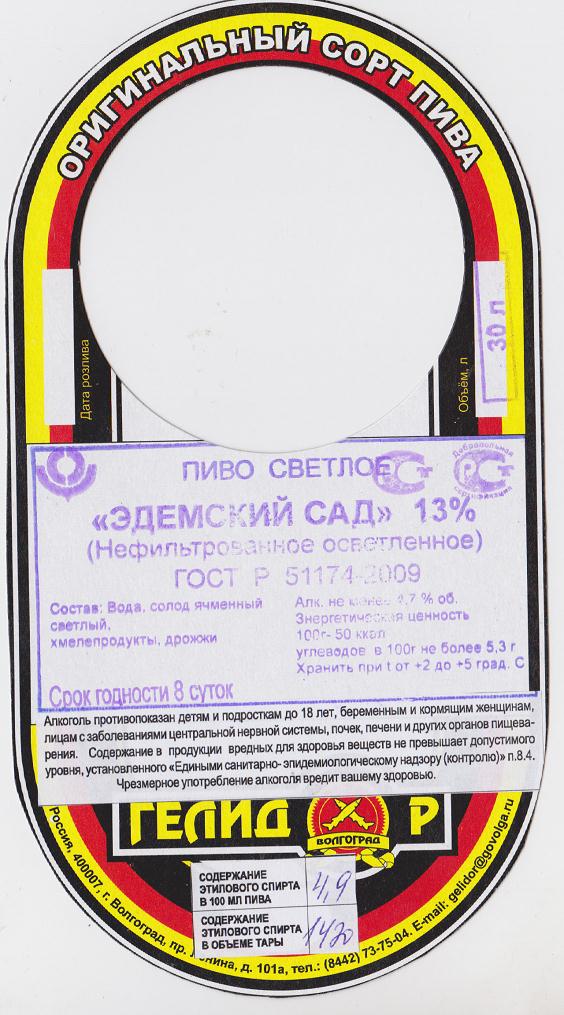 ОРИГИНАЛЬНЫЙ СОРТ ПИВА
Дата розлива
Объём, л
30 л
ПИВО СВЕТЛОЕ
Добровольная
сертификация
«ЭДЕМСКИЙ САД» 13%
(Нефильтрованное осветленное)
ГОСТ Р 51174-2009
Состав: Вода, солод ячменный
светлый,
хмелепродукты, дрожжи
Алк. не менее 4,7 % об.
Энергетическая ценность
100г- 50 ккал
углеводов в 100г не более 5,3 г
Хранить при t от +2 до +5 град. С
Срок годности 8 суток
Алкоголь противопоказан детям и подросткам до 18 лет, беременным и кормящим женщинам,
лицам с заболеваниями центральной нервной системы, почек, печени и других органов пищева-
рения. Содержание в продукции вредных для здоровья веществ не превышает допустимого
уровня, установленного «Едиными санитарно- эпидемиологическому надзору (контролю)» п.8.4.
Чрезмерное употребление алкоголя вредит вашему здоровью.
ГЕЛИД Р
ВОЛГОГРАД
СОДЕРЖАНИЕ
ЭТИЛОВОГО СПИРТА
В 100 МЛ ПИВА
4,9
СОДЕРЖАНИЕ
ЭТИЛОВОГО СПИРТА
В ОБЪЕМЕ ТАРЫ
1470
Россия, 400007, г. Волгоград, пр. Ленина, д. 101а, тел.: (8442) 73-75-04. E-mail: gelidor@govolga.ru